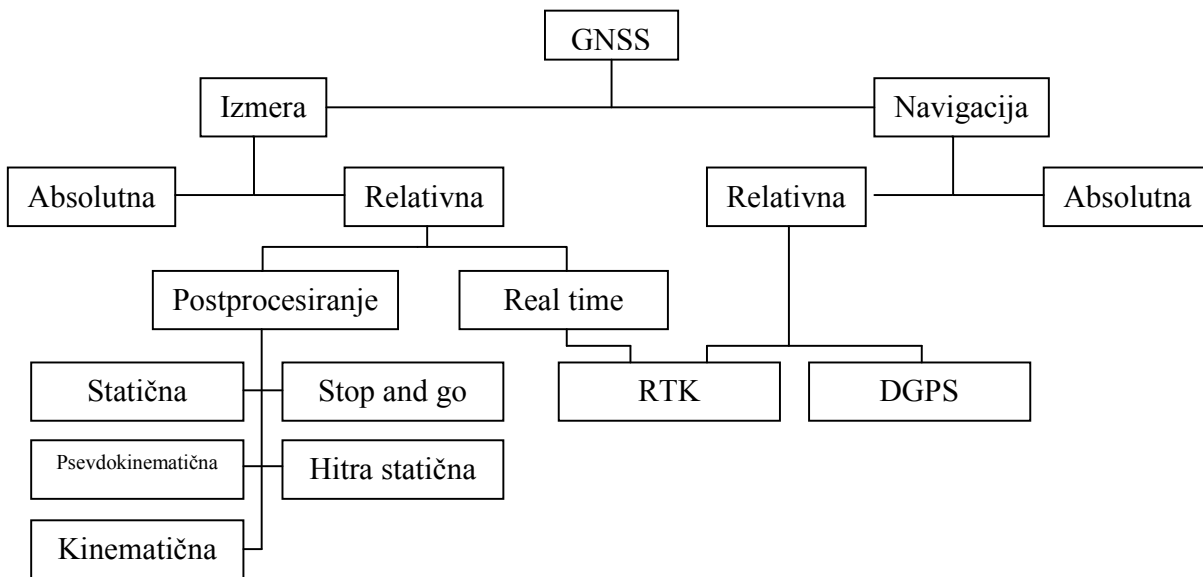 GNSS
Izmera
Navigacija
Absolutna
Relativna
Relativna
Absolutna
Postprocesiranje
Real time
Statična
Stop and go
RTK
DGPS
Psevdokinematična
Hitra statična
Kinematična